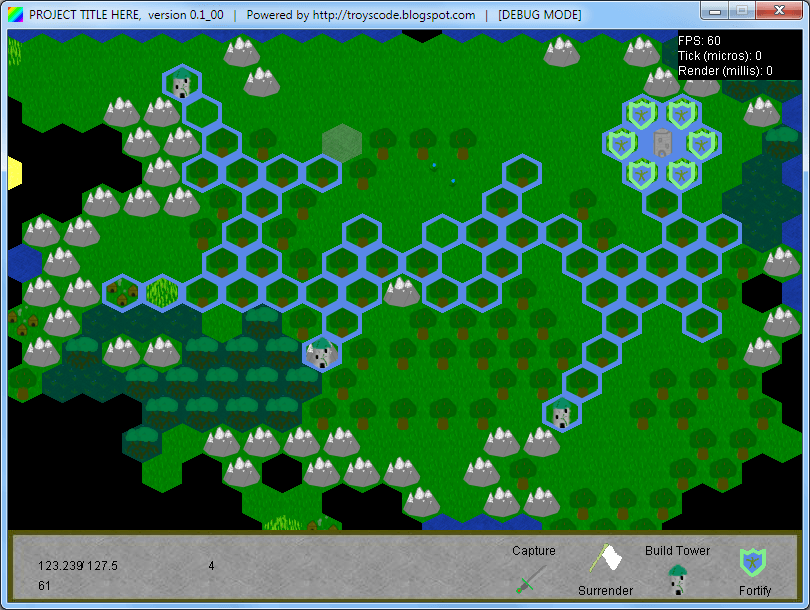 PROJECT TITLE HERE, version 0.1_00 | Powered by http://troyscode.blogspot.com | [DEBUG MODE]
FPS: 60
Tick (micros): 0
Render (millis): 0
123.239/ 127.5
4
61
Capture
Surrender
Build Tower
Fortify